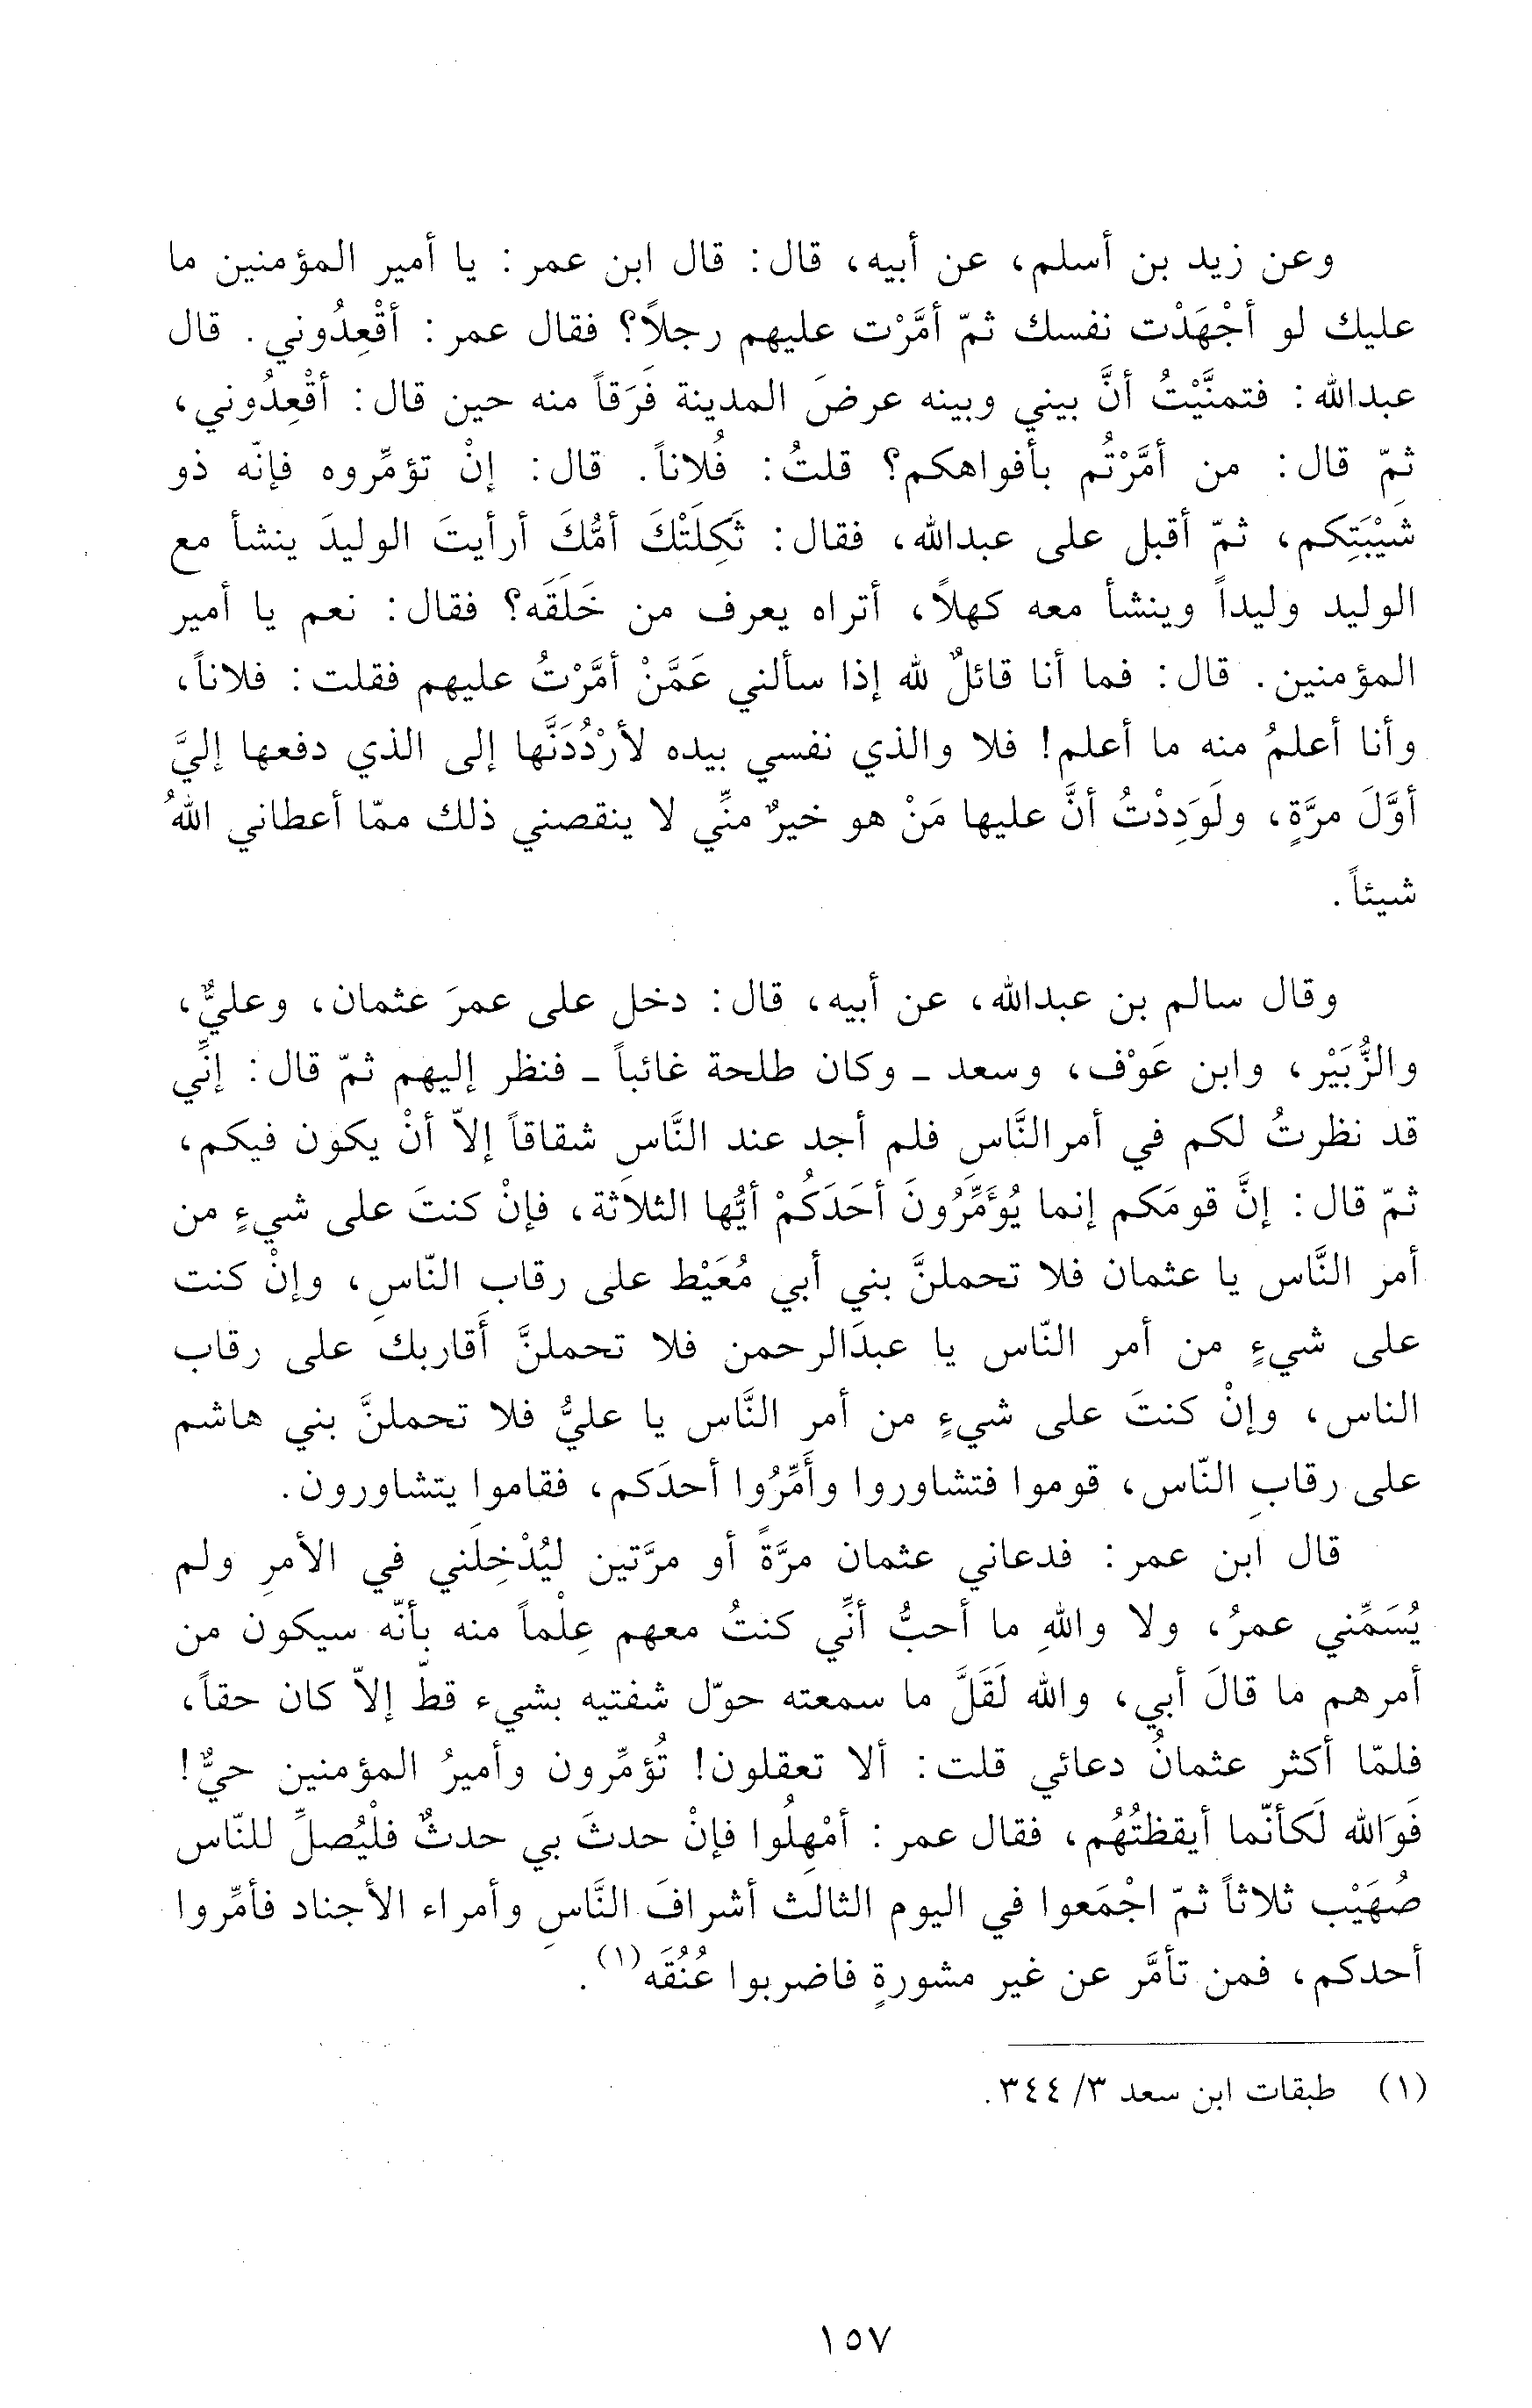 وعن زيد بن أسلم، عن أبيه، قال: قال ابن عمر: يا أمير المؤمنين ما
عليك لو أجْهَدْت نفسك ثمّ أمَّرْت عليهم رجلاً؟ فقال عمر: أقْعِدُوني. قال
عبدالله: فتمنَّيْتُ أنَّ بيني وبينه عرضَ المدينة فَرَقاً منه حين قال: أقْعِدُوني،
ثمّ قال: من أمَّرْتُم بأفواهكم؟ قلتُ: فُلاناً. قال: إنْ تؤمِّروه فإنّه ذو
شَيْبَتِكم، ثمّ أقبل على عبدالله، فقال: ثَكِلَتْكَ أمُّكَ أرأيتَ الوليدَ ينشأ مع
الوليد وليداً وينشأ معه كهلاً، أتراه يعرف من خَلَقَه؟ فقال: نعم يا أمير
المؤمنين. قال: فما أنا قائلٌ لله إذا سألني عَمَّنْ أمَّرْتُ عليهم فقلت: فلاناً،
وأنا أعلمُ منه ما أعلم! فلا والذي نفسي بيده لأرْدُدَنَّها إلى الذي دفعها إليَّ
أوَّلَ مرَّةٍ، ولَوَدِدْتُ أنَّ عليها مَنْ هو خيرٌ منِّي لا ينقصني ذلك ممّا أعطاني اللهُ
شيئاً.
وقال سالم بن عبدالله، عن أبيه، قال: دخل على عمرَ عثمان، وعليٌّ،
والزُّبَيْر، وابن عَوْف، وسعد ـ وكان طلحة غائباً ـ فنظر إليهم ثمّ قال: إنِّي
قد نظرتُ لكم في أمرالنَّاسِ فلم أجد عند النَّاسِ شقاقاً إلاّ أنْ يكون فيكم،
ثمّ قال: إنَّ قومَكم إنما يُؤَمِّرُونَ أحَدَكُمْ أيُّها الثلاثة، فإنْ كنتَ على شيءٍ من
أمر النَّاس يا عثمان فلا تحملنَّ بني أبي مُعَيْط على رقاب النّاسِ، وإنْ كنت
على شيءٍ من أمر النّاس يا عبدَالرحمن فلا تحملنَّ أَقاربك على رقاب
الناس، وإنْ كنتَ على شيءٍ من أمر النَّاس يا عليُّ فلا تحملنَّ بني هاشم
على رقابِ النّاس، قوموا فتشاوروا وأَمِّرُوا أحدَكم، فقاموا يتشاورون.
قال ابن عمر: فدعاني عثمان مرَّةً أو مرَّتين ليُدْخِلَني في الأمرِ ولم
يُسَمِّني عمرُ، ولا واللهِ ما أحبُّ أنِّي كنتُ معهم عِلْماً منه بأنّه سيكون من
أمرهم ما قالَ أبي، والله لَقَلَّ ما سمعته حوّل شفتيه بشيء قطّ إلاّ كان حقاً،
فلمّا أكثر عثمانُ دعائي قلت: ألا تعقلون! تُؤمِّرون وأميرُ المؤمنين حيٌّ!
فَوَالله لَكأنّما أيقظتُهُم، فقال عمر: أمْهِلُوا فإنْ حدثَ بي حدثٌ فلْيُصلِّ للنّاس
صُهَيْب ثلاثاً ثمّ اجْمَعوا في اليوم الثالث أشرافَ النَّاسِ وأمراء الأجناد فأمِّروا
أحدكم، فمن تأمَّر عن غير مشورةٍ فاضربوا عُنُقَه(١).
(١) طبقات ابن سعد ٣/ ٣٤٤.
١٥٧